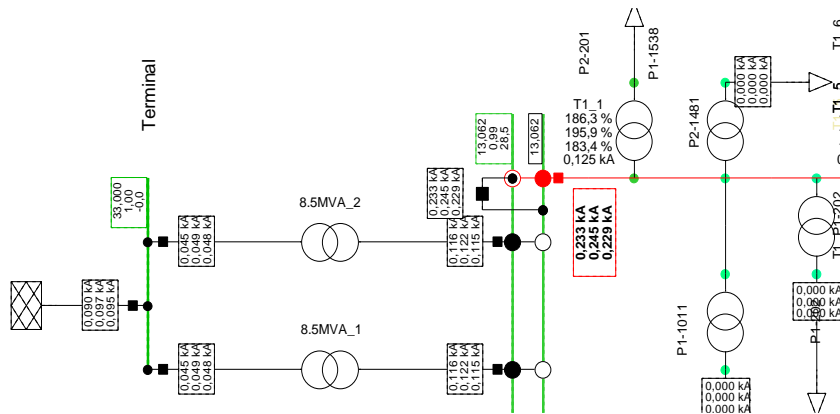 Terminal
33,000
1,00
-0,0
0,090 kA
0,097 kA
0,095 kA
0,045 kA
0,049 kA
0,048 kA
8.5MVA_2
0,116 kA
0,122 kA
0,115 kA
0,045 kA
0,049 kA
0,048 kA
8.5MVA_1
0,116 kA
0,122 kA
0,115 kA
0,233 kA
0,245 kA
0,229 kA
13,062
0,99
28,5
13,062
0,233 kA
0,245 kA
0,229 kA
P2-201
P1-1538
T1_1
186,3 %
195,9 %
183,4 %
0,125 kA
P2-1481
0,000 kA
0,000 kA
0,000 kA
T1_6
T1_5
T1_P1-202
P1-202
0,000 kA
0,000 kA
0,000 kA
P1-1011
0,000 kA
0,000 kA
0,000 kA